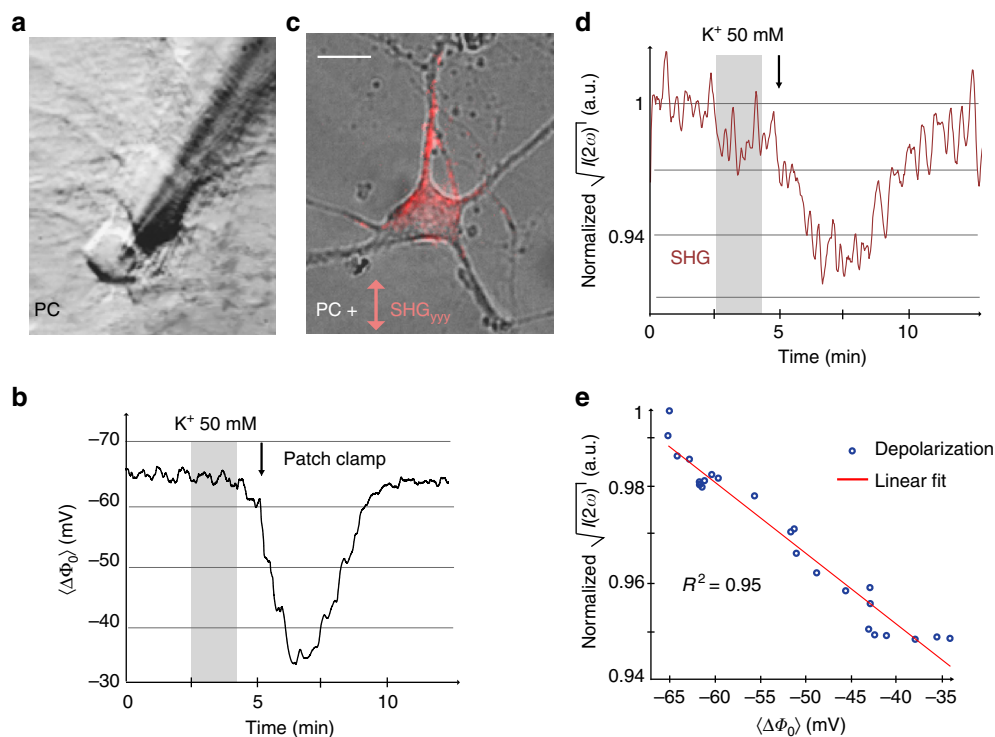 a
PC
c
PC + SHGyyy
d
K⁺ 50 mM
Normalized √I(2ω) (a.u.)
1
0.94
SHG
0 5 10
Time (min)
b
K⁺ 50 mM
Patch clamp
⟨ΔΦ₀⟩ (mV)
–70
–60
–50
–40
–30
0 5 10
Time (min)
e
Normalized √I(2ω) (a.u.)
1
0.98
0.96
0.94
Depolarization
Linear fit
R² = 0.95
–65 –60 –55 –50 –45 –40 –35
⟨ΔΦ₀⟩ (mV)